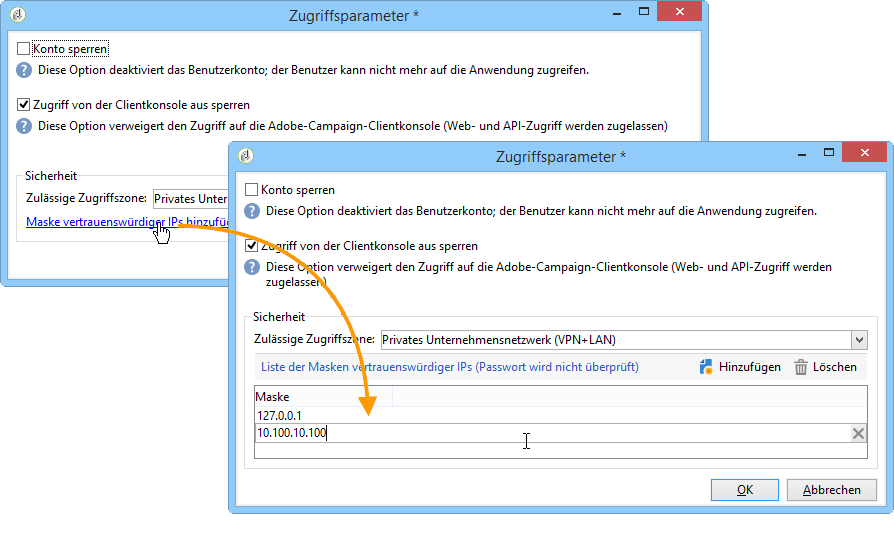 Zugriffsparameter *
Konto sperren
Diese Option deaktiviert das Benutzerkonto; der Benutzer kann nicht mehr auf die Anwendung zugreifen.
Zugriff von der Clientkonsole aus sperren
Diese Option verweigert den Zugriff auf die Adobe-Campaign-Clientkonsole (Web- und API-Zugriff werden zugelassen)
Sicherheit
Zulässige Zugriffszone: Privates Untern
Maske vertrauenswürdiger IPs hinzufüg
Zugriffsparameter *
Konto sperren
Diese Option deaktiviert das Benutzerkonto; der Benutzer kann nicht mehr auf die Anwendung zugreifen.
Zugriff von der Clientkonsole aus sperren
Diese Option verweigert den Zugriff auf die Adobe-Campaign-Clientkonsole (Web- und API-Zugriff werden
zugelassen)
Sicherheit
Zulässige Zugriffszone: Privates Unternehmensnetzwerk (VPN+LAN)
Liste der Masken vertrauenswürdiger IPs (Passwort wird nicht überprüft) Hinzufügen Löschen
Maske
127.0.0.1
10.100.10.100
OK Abbrechen